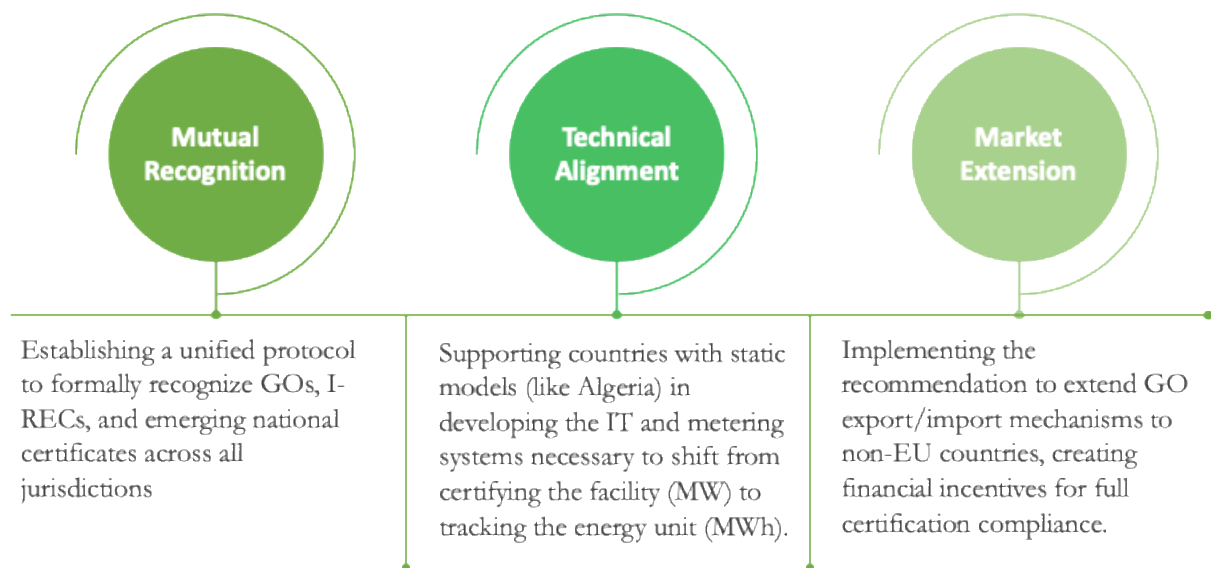 Mutual
Recognition
Establishing a unified protocol
to formally recognize GOs, I-
RECs, and emerging national
certificates across all
jurisdictions
Technical
Alignment
Supporting countries with static
models (like Algeria) in
developing the IT and metering
systems necessary to shift from
certifying the facility (MW) to
tracking the energy unit (MWh).
Market
Extension
Implementing the
recommendation to extend GO
export/import mechanisms to
non-EU countries, creating
financial incentives for full
certification compliance.